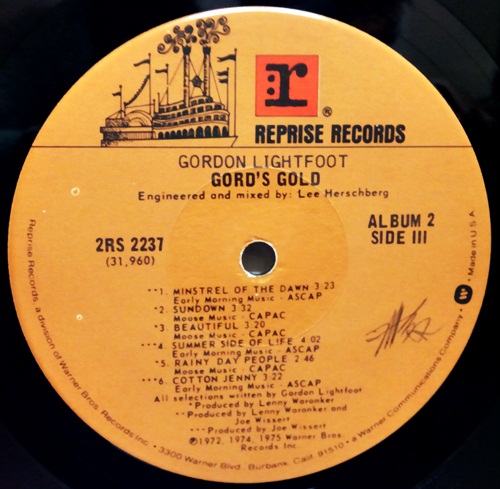 r ®
REPRISE RECORDS
GORDON LIGHTFOOT
GORD'S GOLD
Engineered and mixed by: Lee Herschberg
2RS 2237
(31,960)
ALBUM 2
SIDE III
**1. MINSTREL OF THE DAWN 3:23
Early Morning Music - ASCAP
*2. SUNDOWN 3:32
Moose Music - CAPAC
*3. BEAUTIFUL 3:20
Moose Music - CAPAC
***4. SUMMER SIDE OF LIFE 4:02
Early Morning Music - ASCAP
*5. RAINY DAY PEOPLE 2:46
Moose Music - CAPAC
***6. COTTON JENNY 3:22
Early Morning Music - ASCAP
All selections written by Gordon Lightfoot
*Produced by Lenny Waronker
**Produced by Lenny Waronker and
Joe Wissert
***Produced by Joe Wissert
℗1972, 1974, 1975 Warner Bros.
Records Inc.
Reprise Records, a division of Warner Bros. Records Inc. • 3300 Warner Blvd., Burbank, Calif. 91510 • a Warner Communications Company • W • Made in U.S.A.